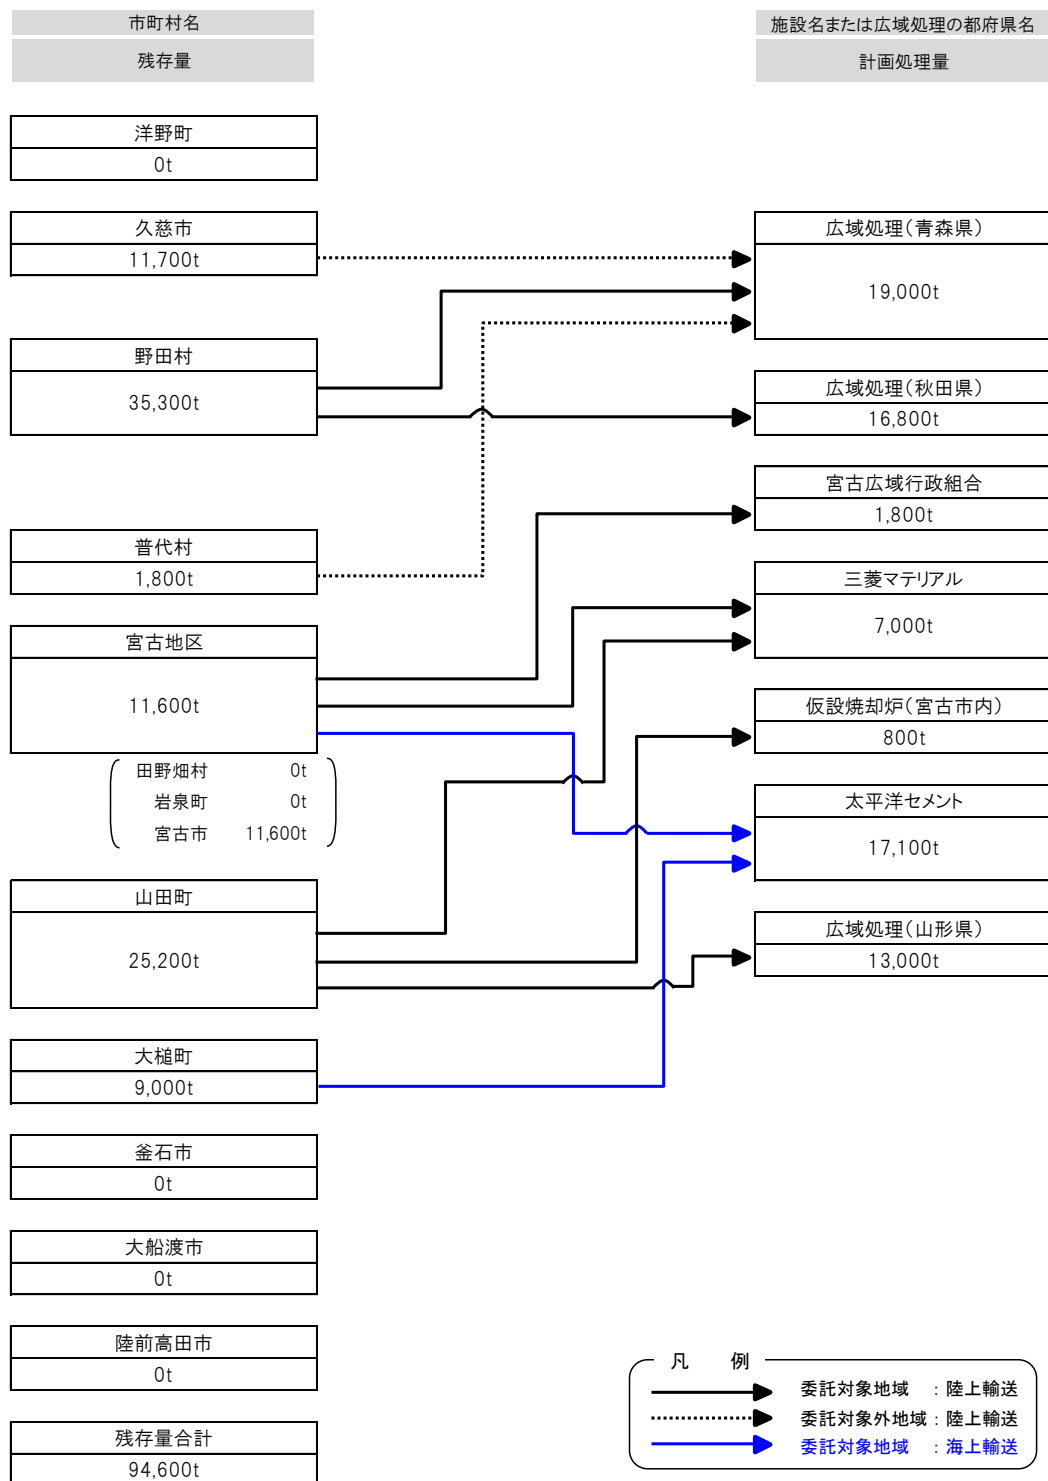 市町村名
残存量
施設名または広域処理の都府県名
計画処理量
洋野町
0t
久慈市
11,700t
野田村
35,300t
普代村
1,800t
宮古地区
11,600t
田野畑村 0t
岩泉町 0t
宮古市 11,600t
山田町
25,200t
大槌町
9,000t
釜石市
0t
大船渡市
0t
陸前高田市
0t
残存量合計
94,600t
広域処理(青森県)
19,000t
広域処理(秋田県)
16,800t
宮古広域行政組合
1,800t
三菱マテリアル
7,000t
仮設焼却炉(宮古市内)
800t
太平洋セメント
17,100t
広域処理(山形県)
13,000t
凡 例
委託対象地域 : 陸上輸送
委託対象外地域 : 陸上輸送
委託対象地域 : 海上輸送